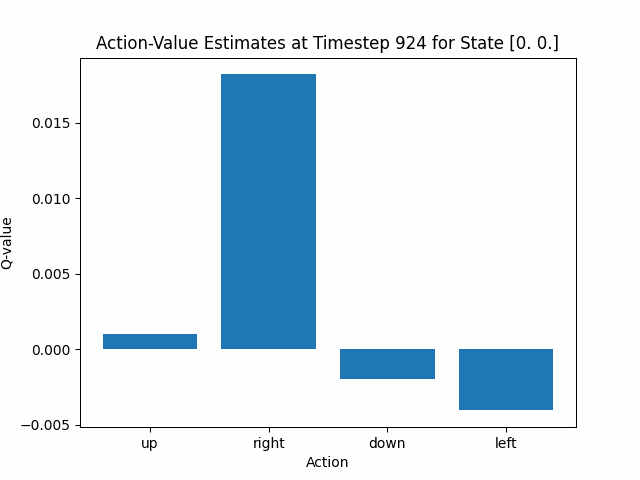 Action-Value Estimates at Timestep 924 for State [0. 0.]
0.015
0.010
0.005
0.000
−0.005
Q-value
up right down left
Action